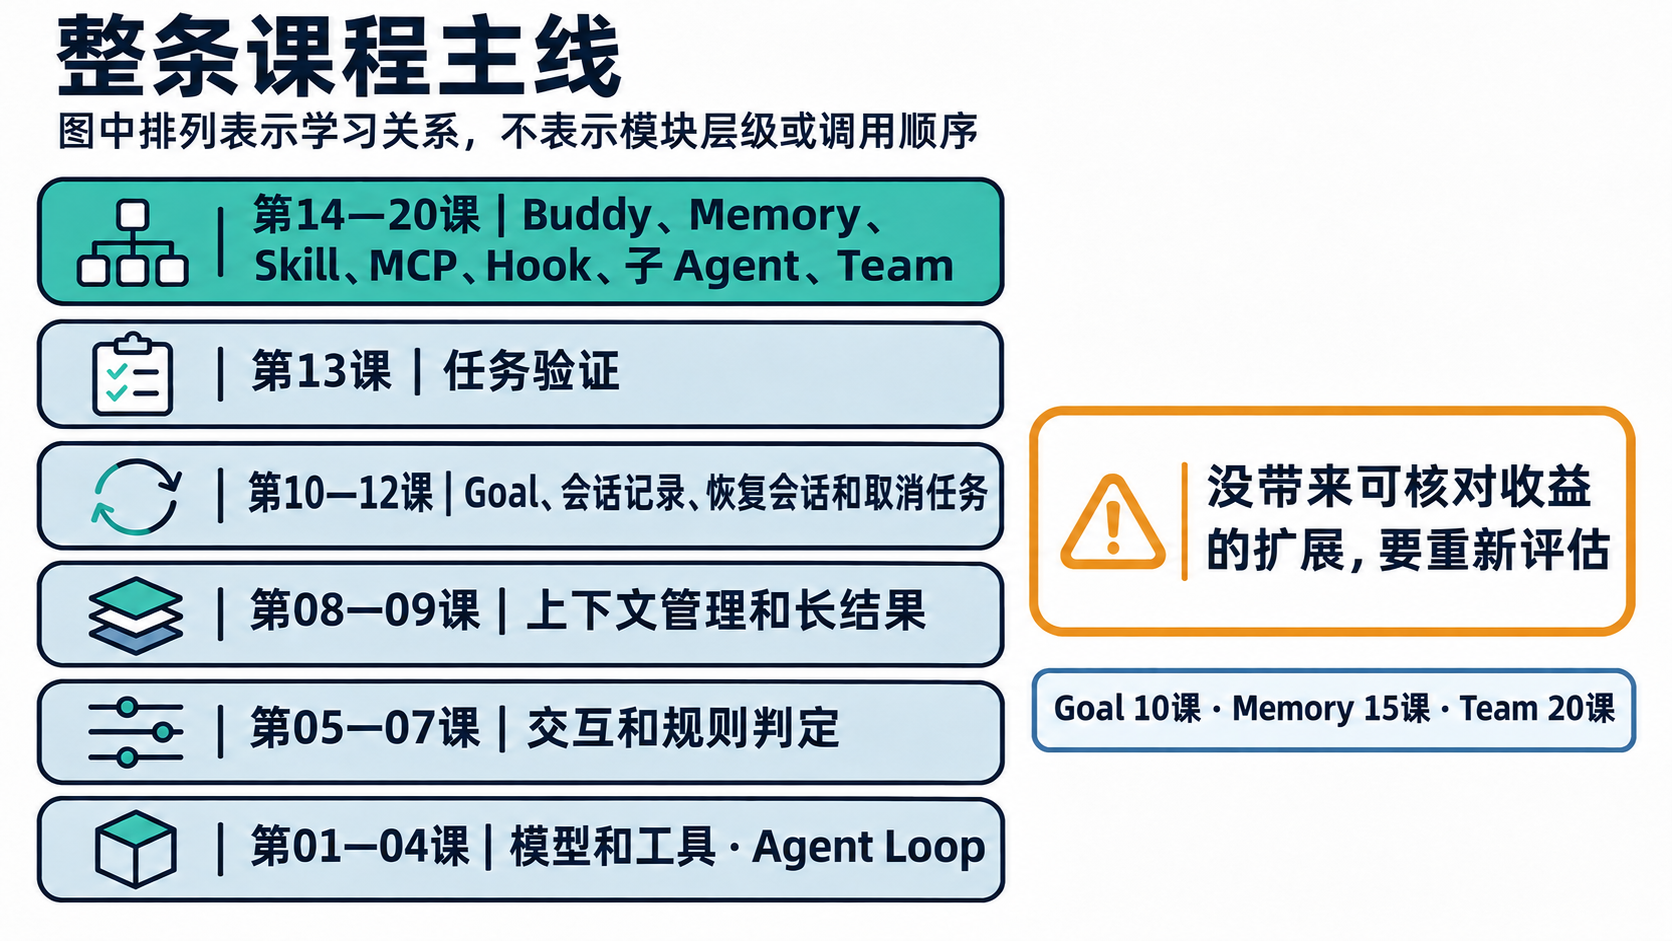 整条课程主线
图中排列表示学习关系，不表示模块层级或调用顺序
第14—20课 | Buddy、Memory、
Skill、MCP、Hook、子 Agent、Team
第13课 | 任务验证
第10—12课 | Goal、会话记录、恢复会话和取消任务
第08—09课 | 上下文管理和长结果
第05—07课 | 交互和规则判定
第01—04课 | 模型和工具 · Agent Loop
没带来可核对收益
的扩展，要重新评估
Goal 10课 · Memory 15课 · Team 20课